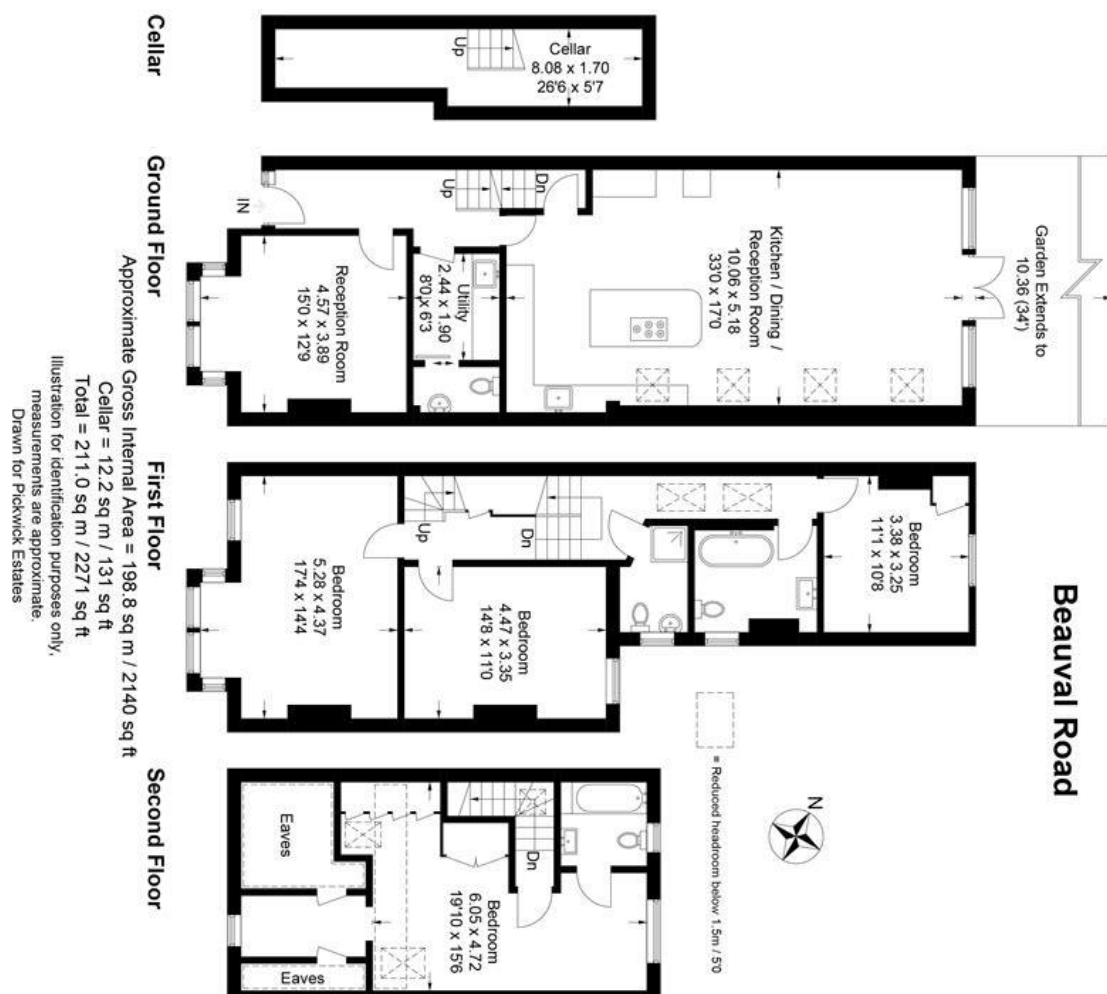 Beauval Road
N
= Reduced headroom below 1.5m / 5'0
Cellar
8.08 x 1.70
26'6 x 5'7
Up
Cellar
Garden Extends to
10.36 (34')
Kitchen / Dining /
Reception Room
10.06 x 5.18
33'0 x 17'0
Dn
Up
Utility
2.44 x 1.90
8'0 x 6'3
Reception Room
4.57 x 3.89
15'0 x 12'9
IN
Ground Floor
Bedroom
3.38 x 3.25
11'1 x 10'8
Dn
Up
Bedroom
4.47 x 3.35
14'8 x 11'0
Bedroom
5.28 x 4.37
17'4 x 14'4
First Floor
Dn
Bedroom
6.05 x 4.72
19'10 x 15'6
Eaves
Eaves
Second Floor
Approximate Gross Internal Area = 198.8 sq m / 2140 sq ft
Cellar = 12.2 sq m / 131 sq ft
Total = 211.0 sq m / 2271 sq ft
Illustration for identification purposes only,
measurements are approximate.
Drawn for Pickwick Estates